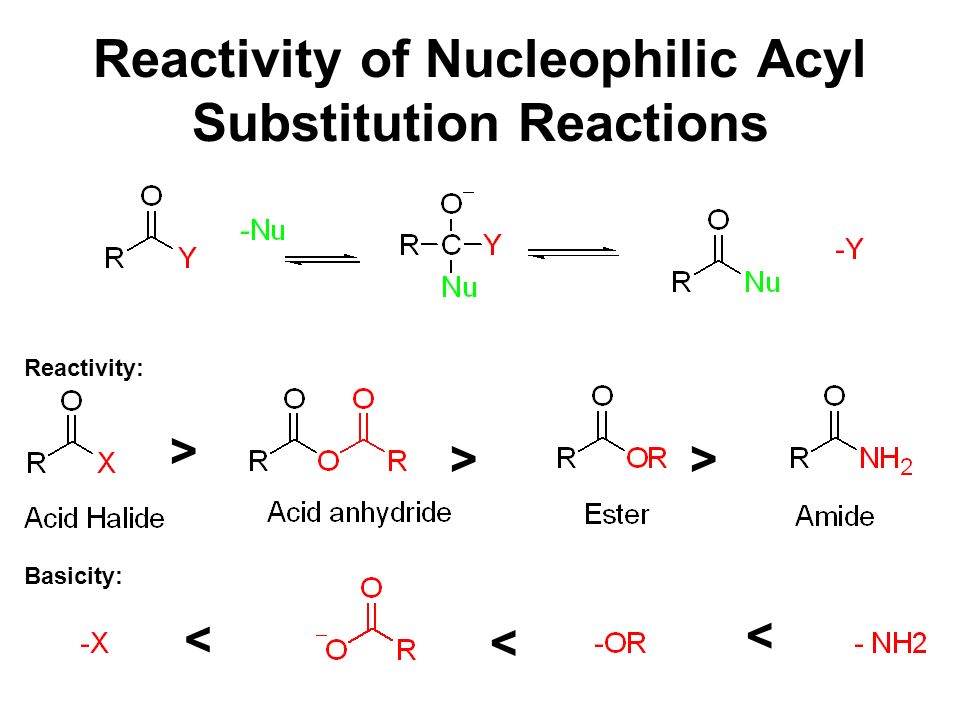 Reactivity of Nucleophilic Acyl
Substitution Reactions
O
R Y
-Nu
O–
R–C–Y
Nu
O
R Nu
-Y
Reactivity:
O
R X
>
O O
R O R
>
O
R OR
>
O
R NH2
Acid Halide
Acid anhydride
Ester
Amide
Basicity:
-X
<
O
–O R
<
-OR
<
- NH2